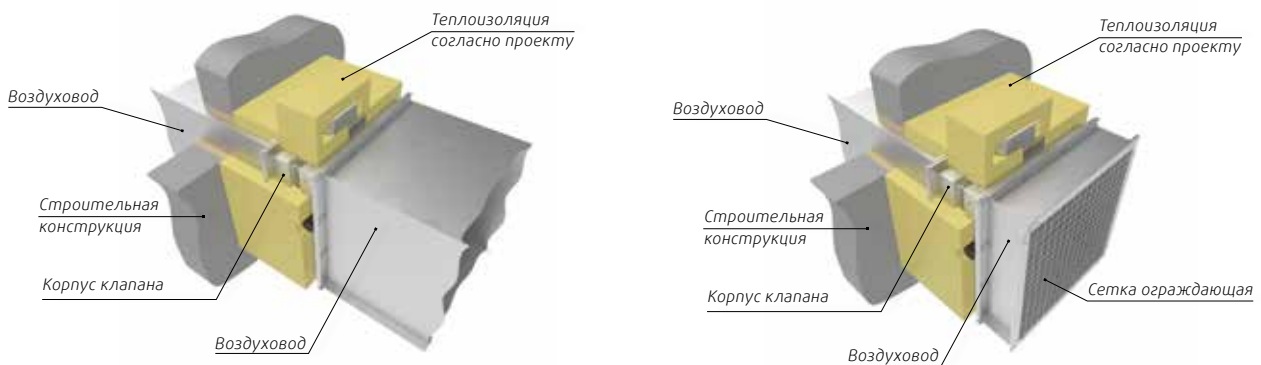 Теплоизоляция
согласно проекту
Воздуховод
Строительная
конструкция
Корпус клапана
Воздуховод
Теплоизоляция
согласно проекту
Воздуховод
Строительная
конструкция
Корпус клапана
Сетка ограждающая
Воздуховод